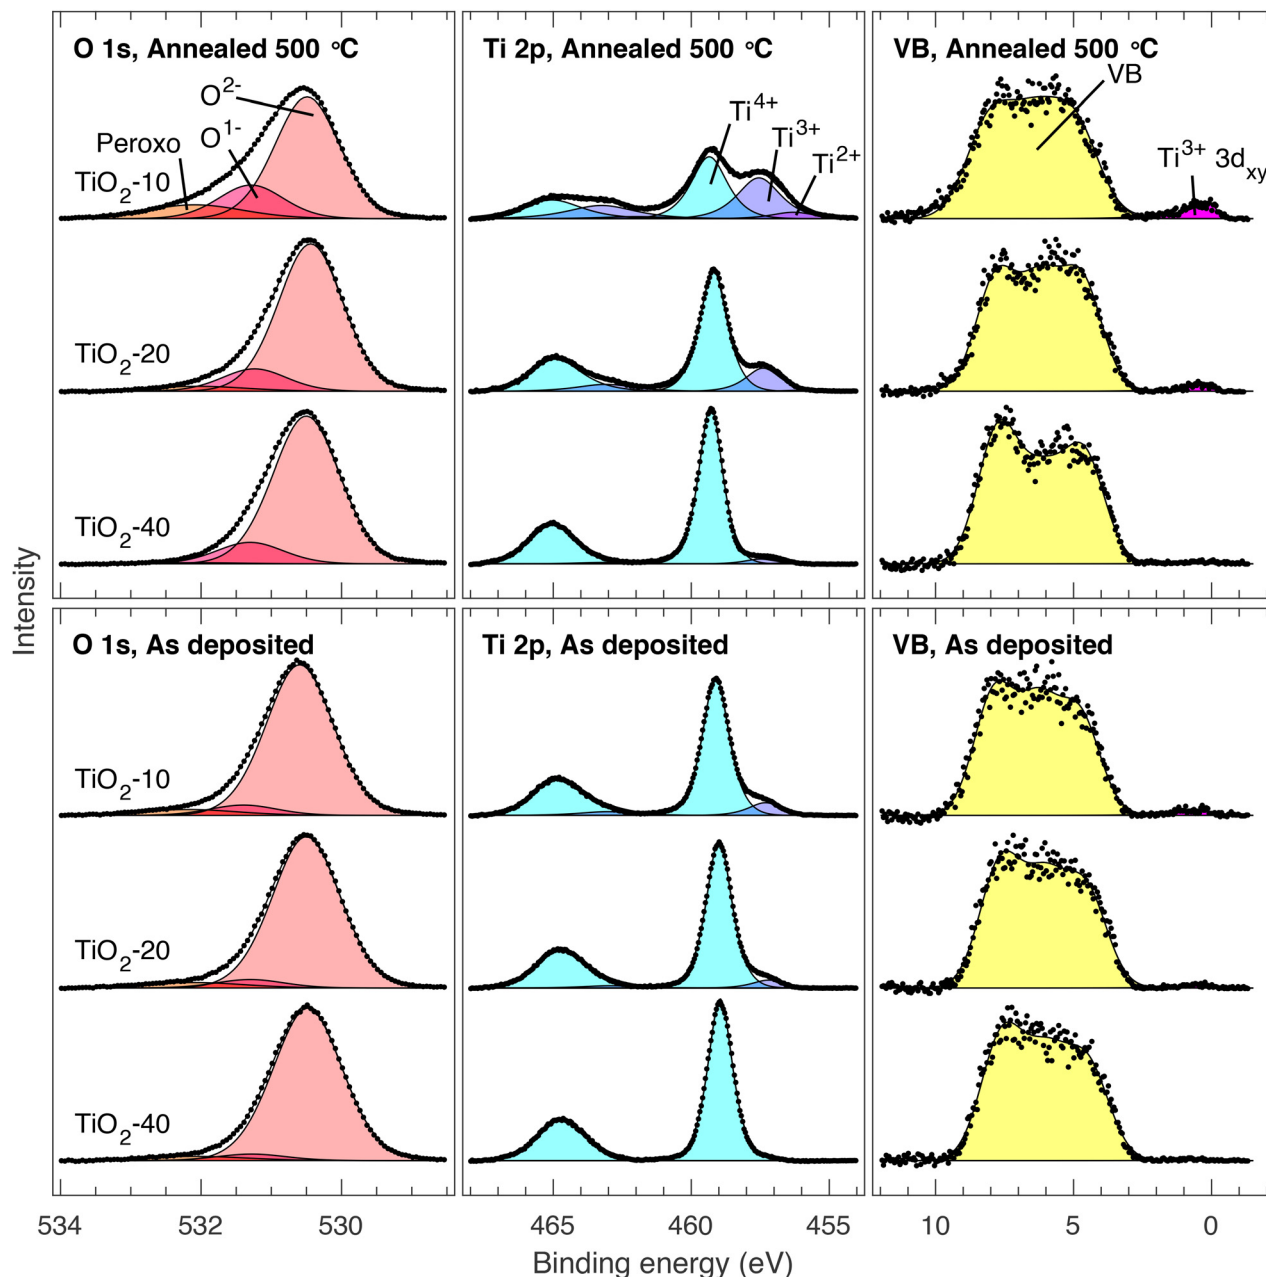 O 1s, Annealed 500 °C
O2-
O1-
Peroxo
TiO2-10
TiO2-20
TiO2-40
Ti 2p, Annealed 500 °C
Ti4+
Ti3+
Ti2+
VB, Annealed 500 °C
VB
Ti3+ 3dxy
Intensity
O 1s, As deposited
TiO2-10
TiO2-20
TiO2-40
Ti 2p, As deposited
VB, As deposited
534 532 530 465 460 455 10 5 0
Binding energy (eV)